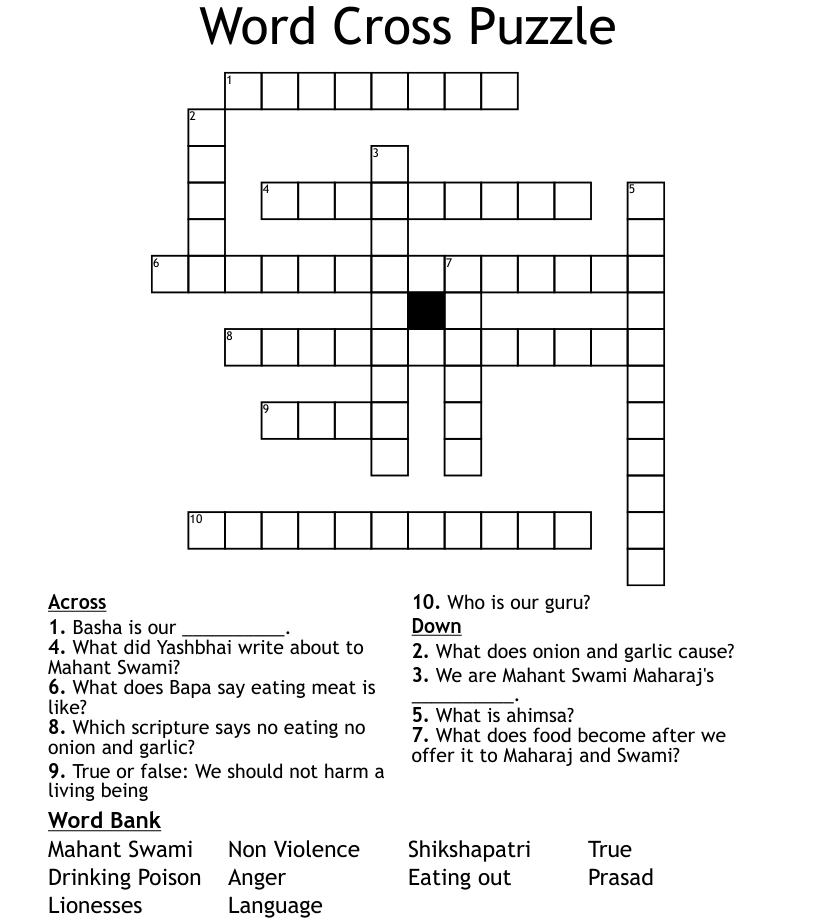 Word Cross Puzzle
1
2
3
4
5
6
7
8
9
10
Across
1. Basha is our __________.
4. What did Yashbhai write about to
Mahant Swami?
6. What does Bapa say eating meat is
like?
8. Which scripture says no eating no
onion and garlic?
9. True or false: We should not harm a
living being
10. Who is our guru?
Down
2. What does onion and garlic cause?
3. We are Mahant Swami Maharaj's
__________.
5. What is ahimsa?
7. What does food become after we
offer it to Maharaj and Swami?
Word Bank
Mahant Swami Non Violence Shikshapatri True
Drinking Poison Anger Eating out Prasad
Lionesses Language